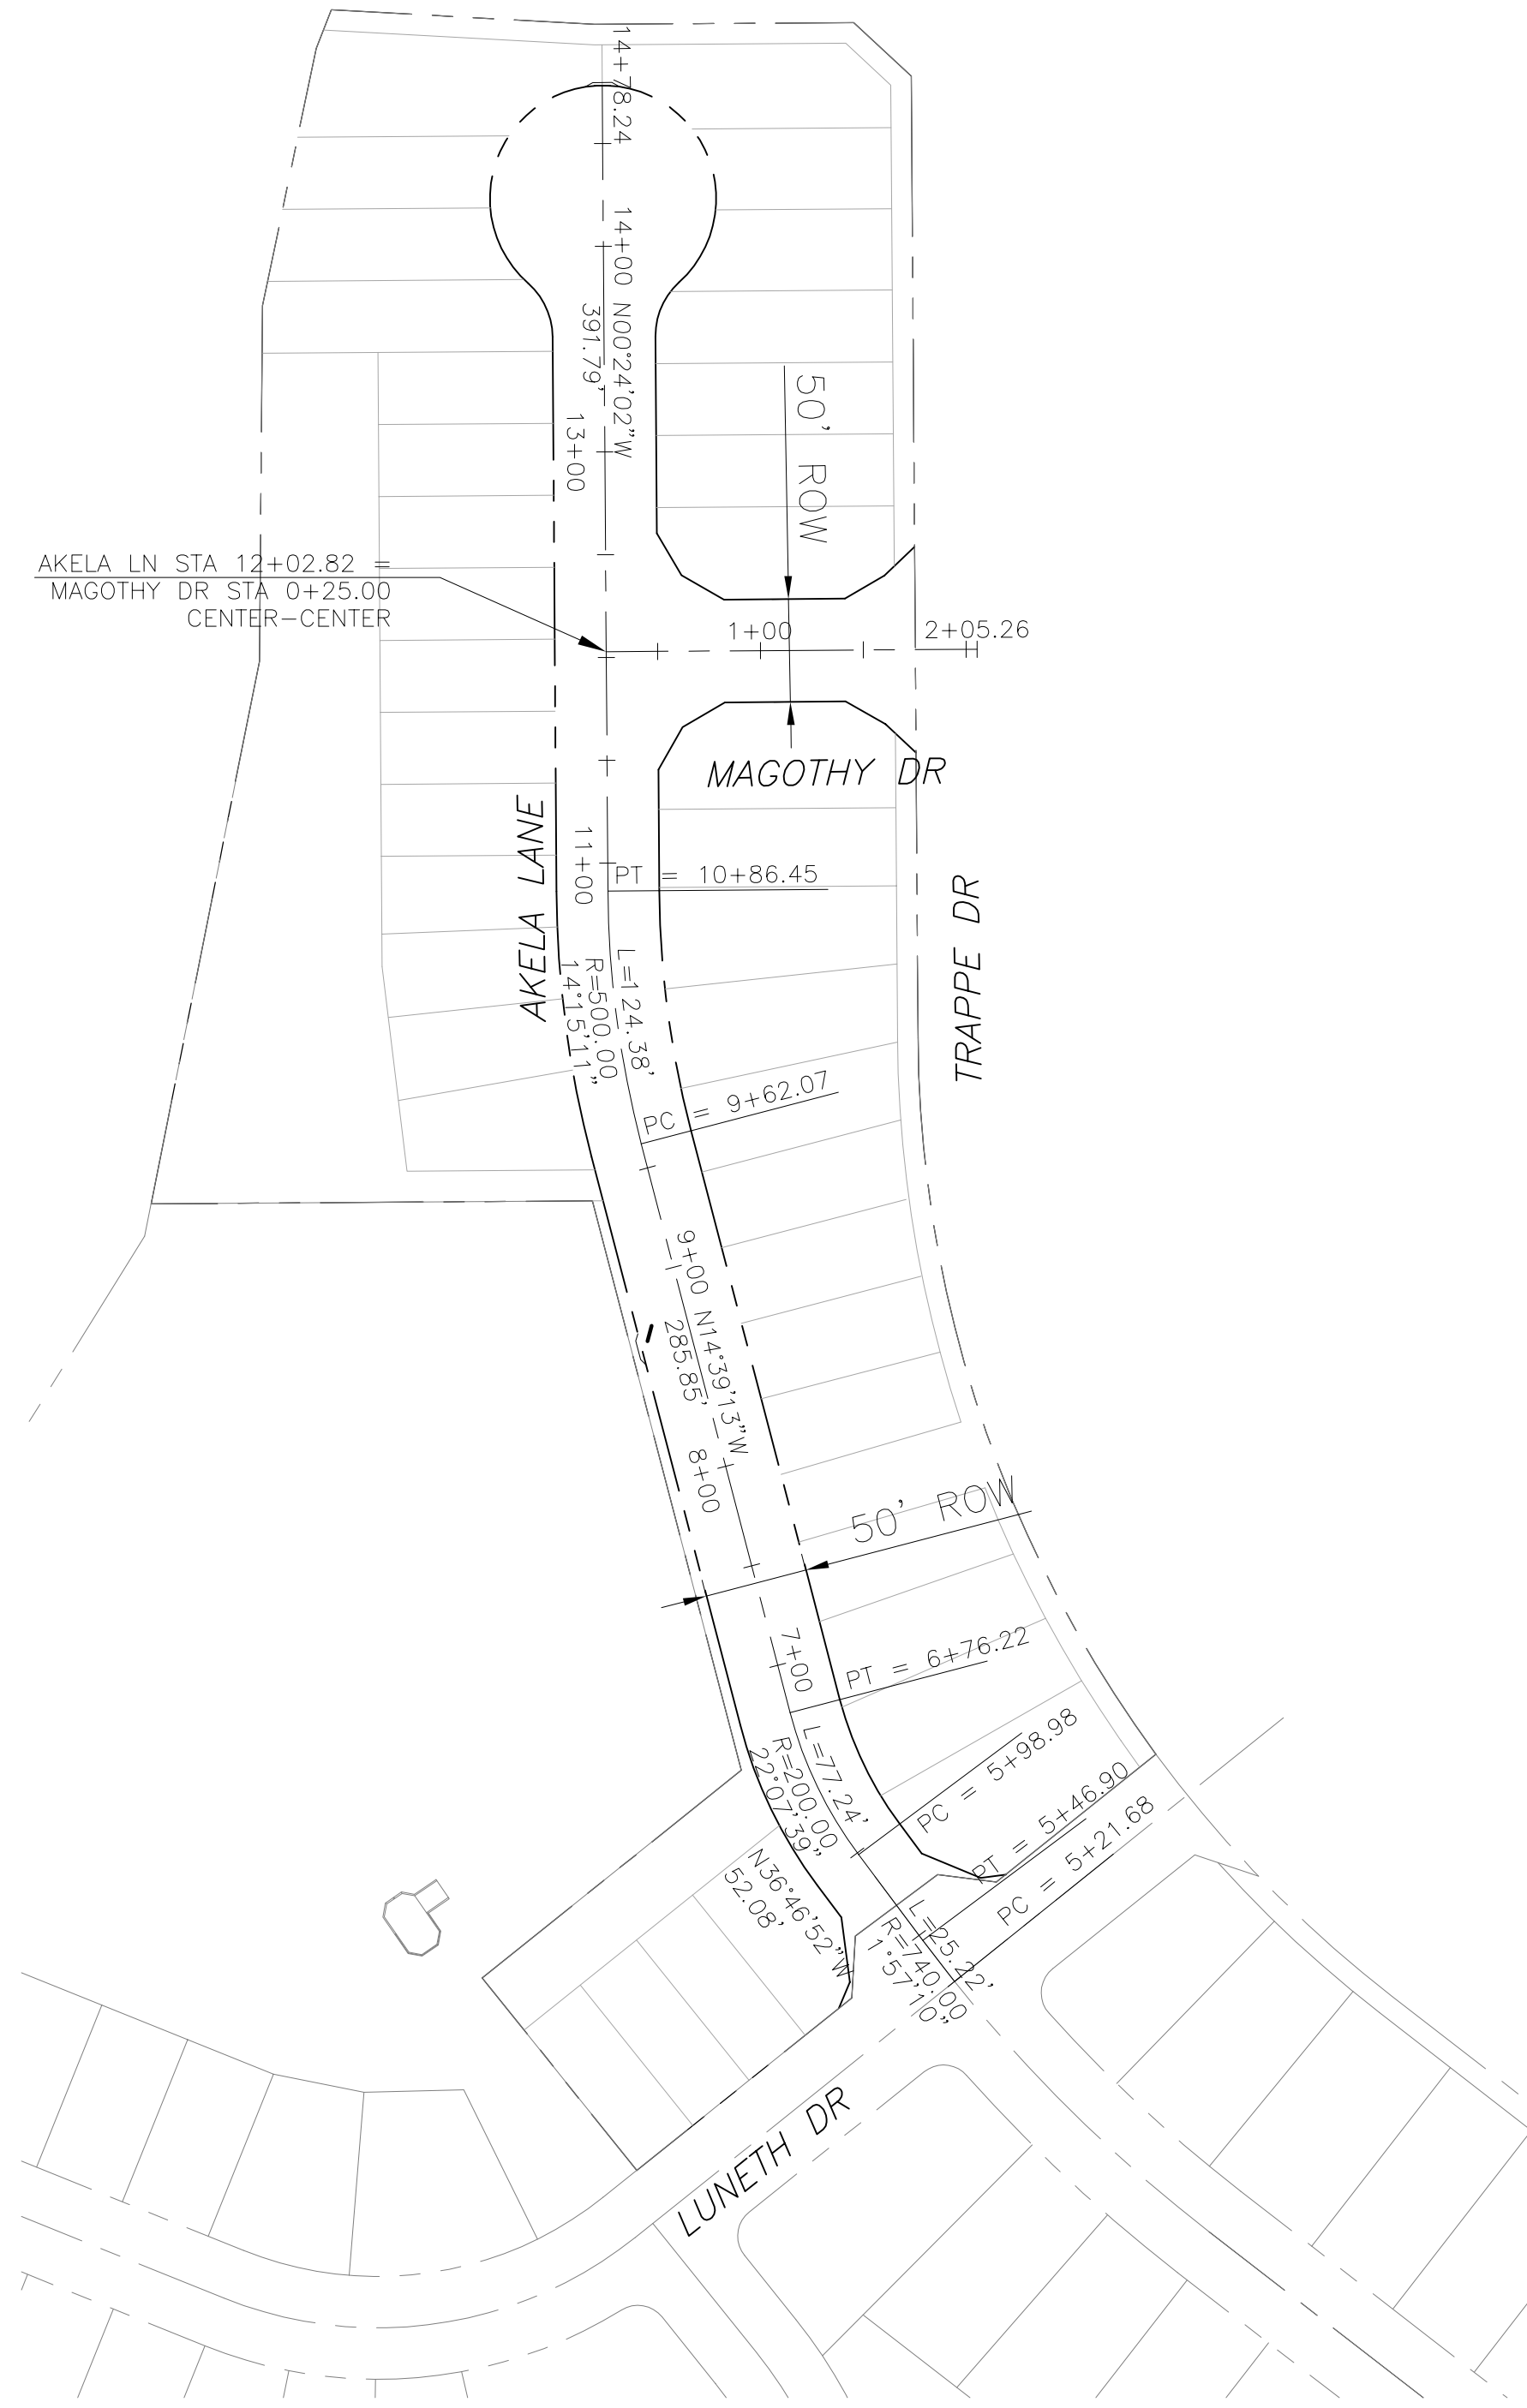 14+78.24
14+00
N00°24'02"W
391.79'
13+00
50' ROW
AKELA LN STA 12+02.82 =
MAGOTHY DR STA 0+25.00
CENTER-CENTER
1+00
2+05.26
MAGOTHY DR
AKELA LANE
11+00
PT = 10+86.45
TRAPPE DR
L=124.38'
R=500.00
14°15'11"
PC = 9+62.07
9+00
N14°39'13"W
285.85'
8+00
50' ROW
7+00
PT = 6+76.22
L=77.24'
R=200.00
22°07'39"
PC = 5+98.98
N36°46'52"W
52.08'
PT = 5+46.90
PC = 5+21.68
L=25.22'
R=740.00
1°57'10"
LUNETH DR